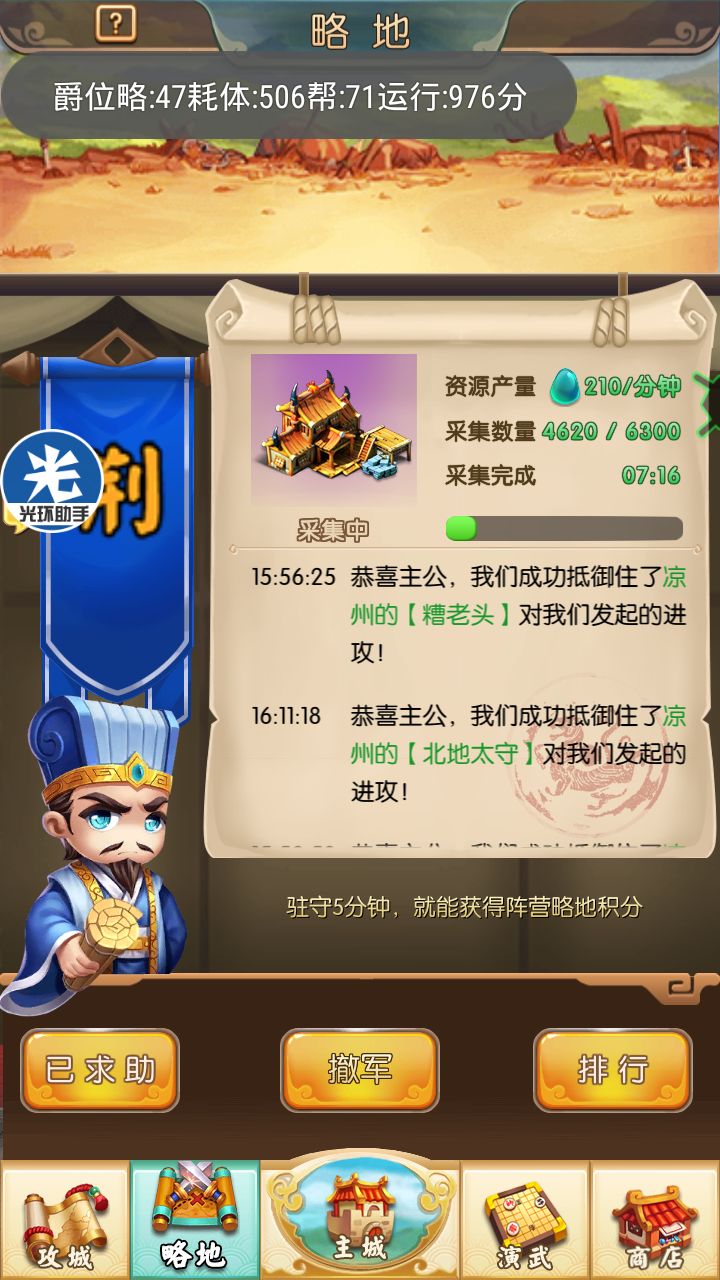 ?
略地
爵位略:47耗体:506帮:71运行:976分
荆
光
光环助手
资源产量 210/分钟
采集数量 4620 / 6300
采集完成 07:16
采集中
15:56:25 恭喜主公，我们成功抵御住了凉
州的【糟老头】对我们发起的进
攻！
16:11:18 恭喜主公，我们成功抵御住了凉
州的【北地太守】对我们发起的
进攻！
驻守5分钟，就能获得阵营略地积分
已求助
撤军
排行
攻城
略地
主城
演武
商店